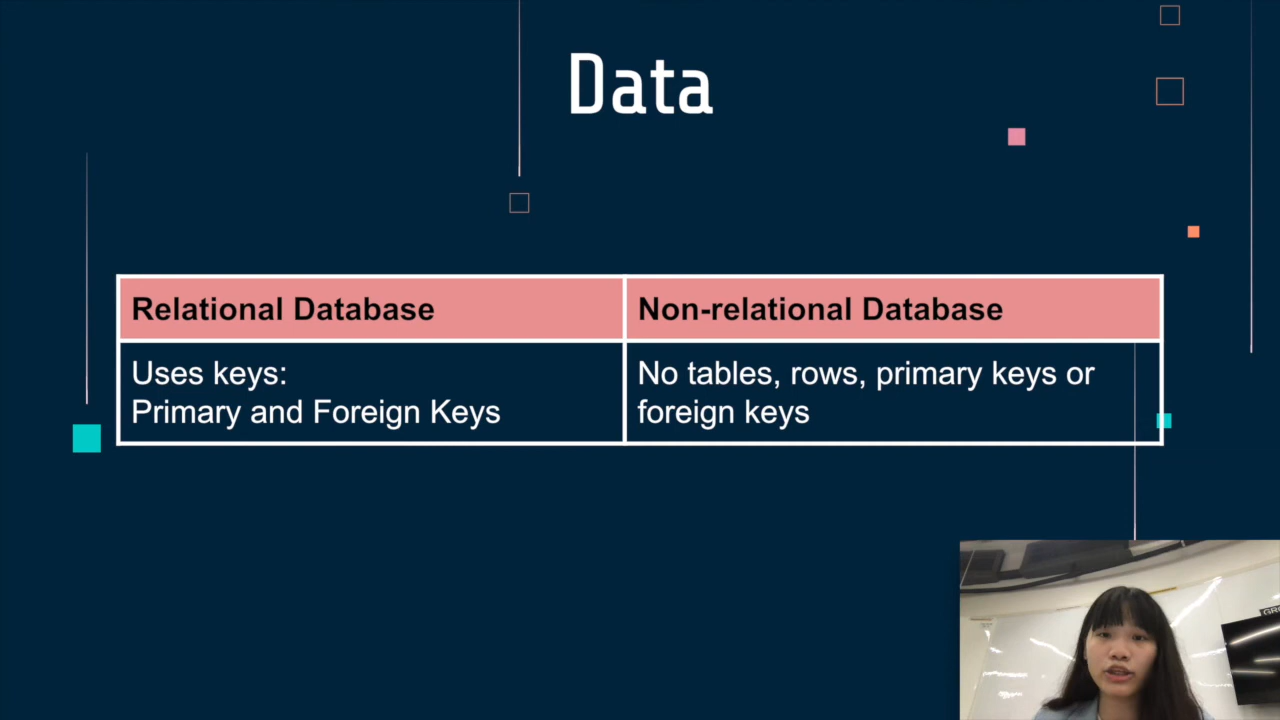 Data
Relational Database
Non-relational Database
Uses keys:
Primary and Foreign Keys
No tables, rows, primary keys or
foreign keys